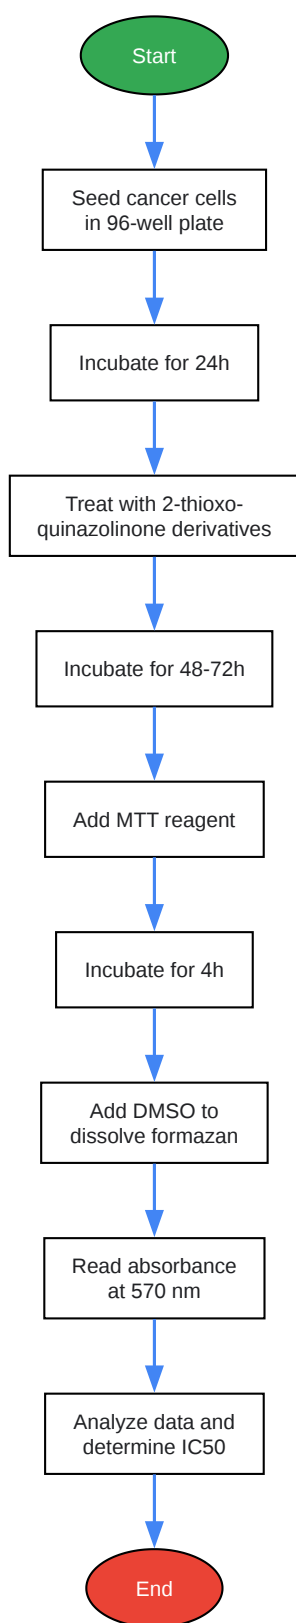 Start
Seed cancer cells
in 96-well plate
Incubate for 24h
Treat with 2-thioxo-
quinazolinone derivatives
Incubate for 48-72h
Add MTT reagent
Incubate for 4h
Add DMSO to
dissolve formazan
Read absorbance
at 570 nm
Analyze data and
determine IC50
End